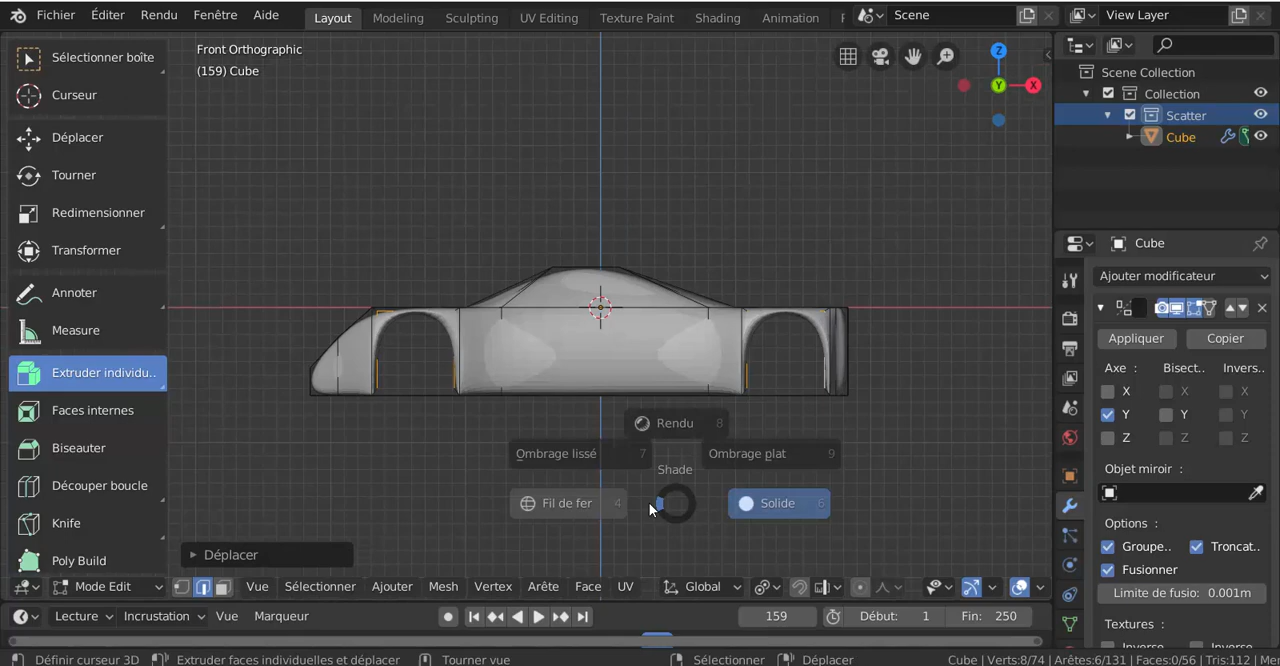 Fichier Éditer Rendu Fenêtre Aide Layout Modeling Sculpting UV Editing Texture Paint Shading Animation Scene View Layer
Sélectionner boîte
Curseur
Déplacer
Tourner
Redimensionner
Transformer
Annoter
Measure
Extruder individu..
Faces internes
Biseauter
Découper boucle
Knife
Poly Build
Front Orthographic
(159) Cube
Z
Y
X
Rendu 8
Ombrage lissé 7
Ombrage plat 9
Shade
Fil de fer 4
Solide 6
Déplacer
Mode Edit Vue Sélectionner Ajouter Mesh Vertex Arête Face UV Global
Lecture Incrustation Vue Marqueur 159 Début: 1 Fin: 250
Définir curseur 3D Extruder faces individuelles et déplacer Tourner vue Sélectionner Déplacer Cube | Verts:8/74 | Arêtes:6/131 | Faces:0/56 | Tris:112 |
Scene Collection
Collection
Scatter
Cube
Cube
Ajouter modificateur
Appliquer Copier
Axe : Bisect.. Invers..
X X X
Y Y Y
Z Z Z
Objet miroir :
Options :
Groupe.. Troncat..
Fusionner
Limite de fusio: 0.001m
Textures :